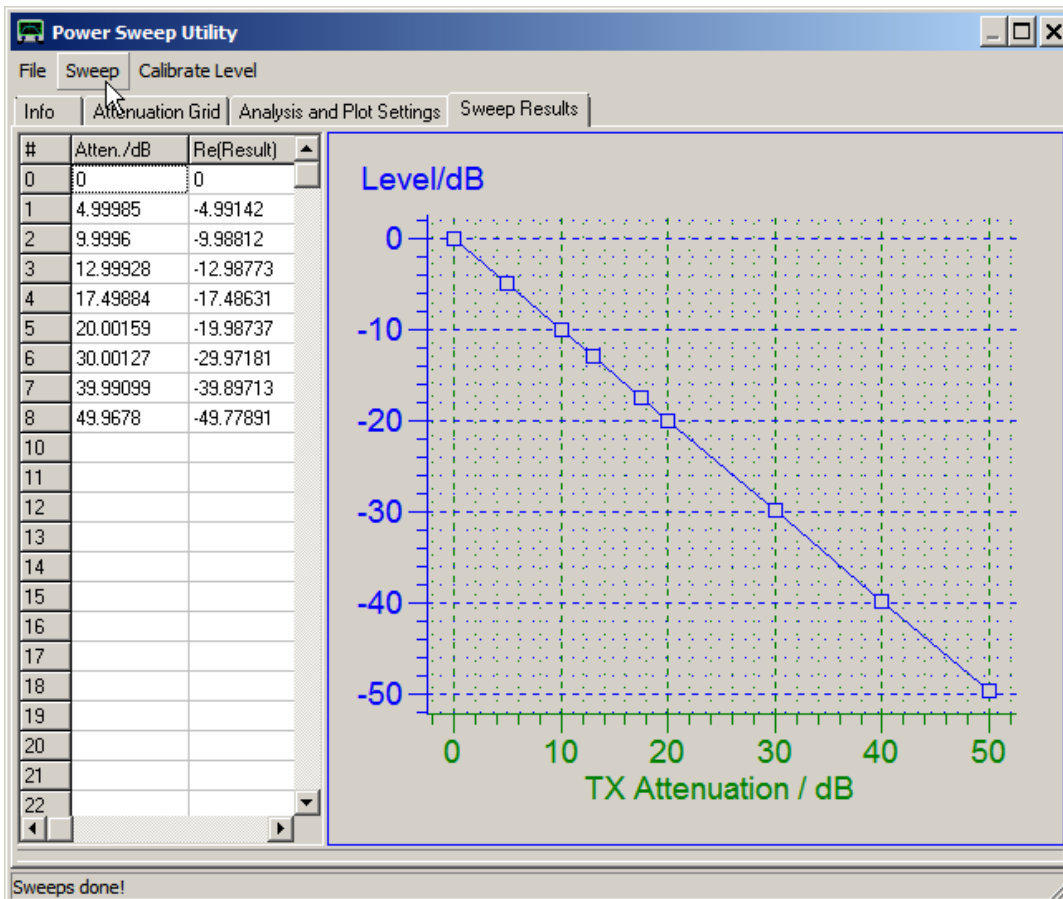 Power Sweep Utility
File Sweep Calibrate Level
Info Attenuation Grid Analysis and Plot Settings Sweep Results
# Atten./dB Re(Result)
0 0 0
1 4.99985 -4.99142
2 9.9996 -9.98812
3 12.99928 -12.98773
4 17.49884 -17.48631
5 20.00159 -19.98737
6 30.00127 -29.97181
7 39.99099 -39.89713
8 49.9678 -49.77891
10
11
12
13
14
15
16
17
18
19
20
21
22
Level/dB
0
-10
-20
-30
-40
-50
0 10 20 30 40 50
TX Attenuation / dB
Sweeps done!